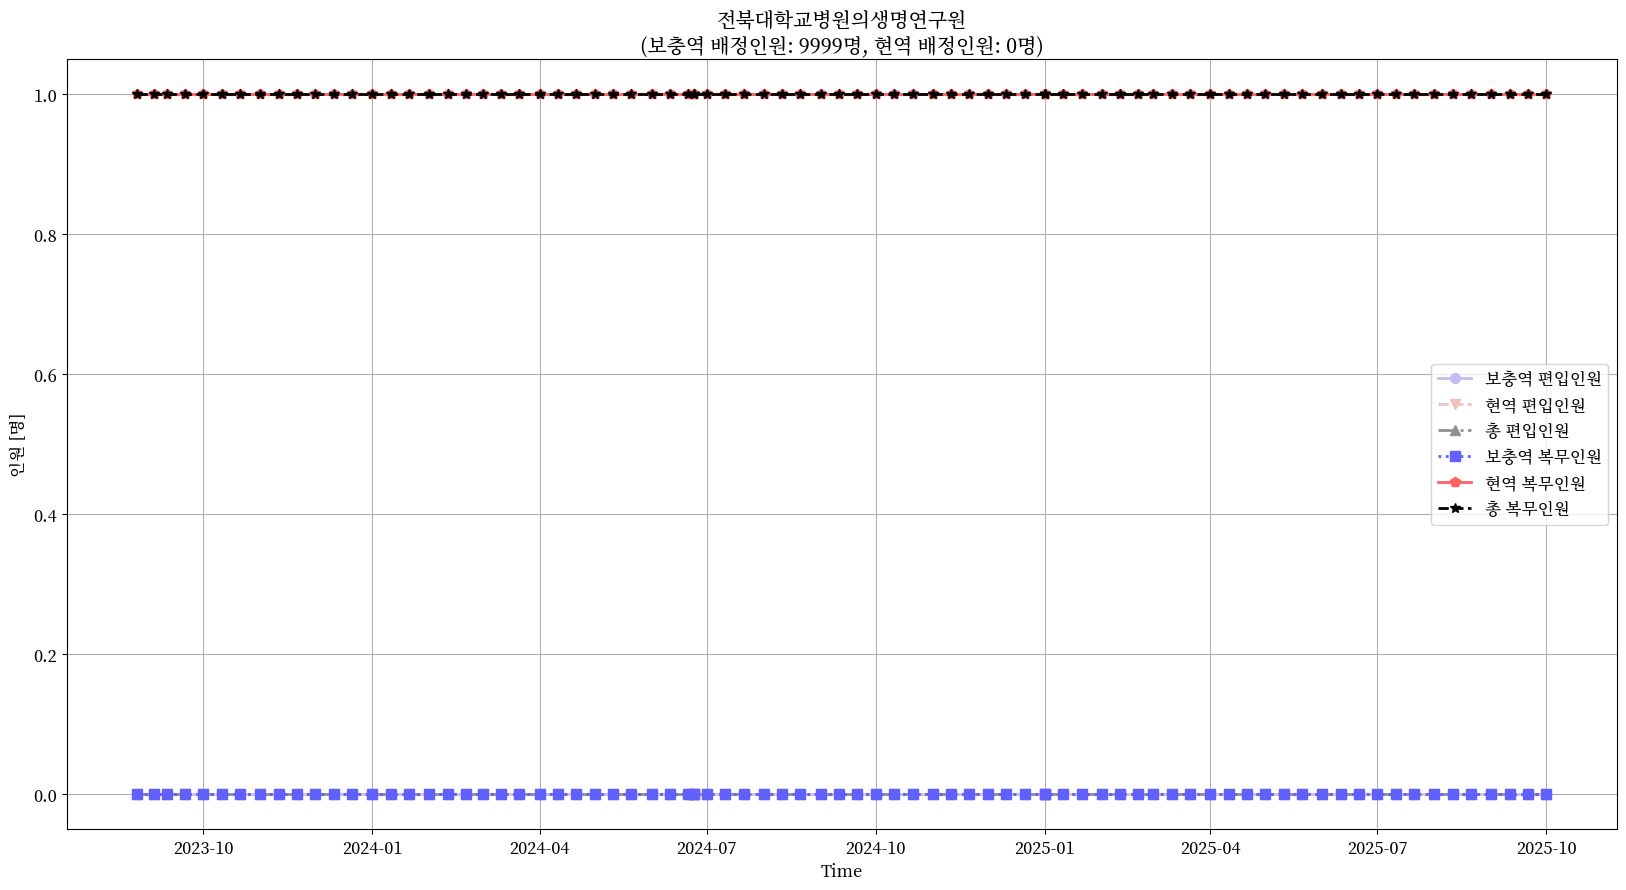 전북대학교병원의생명연구원
(보충역 배정인원: 9999명, 현역 배정인원: 0명)
1.0
0.8
0.6
0.4
0.2
0.0
인원 [명]
보충역 편입인원
현역 편입인원
총 편입인원
보충역 복무인원
현역 복무인원
총 복무인원
2023-10 2024-01 2024-04 2024-07 2024-10 2025-01 2025-04 2025-07 2025-10
Time